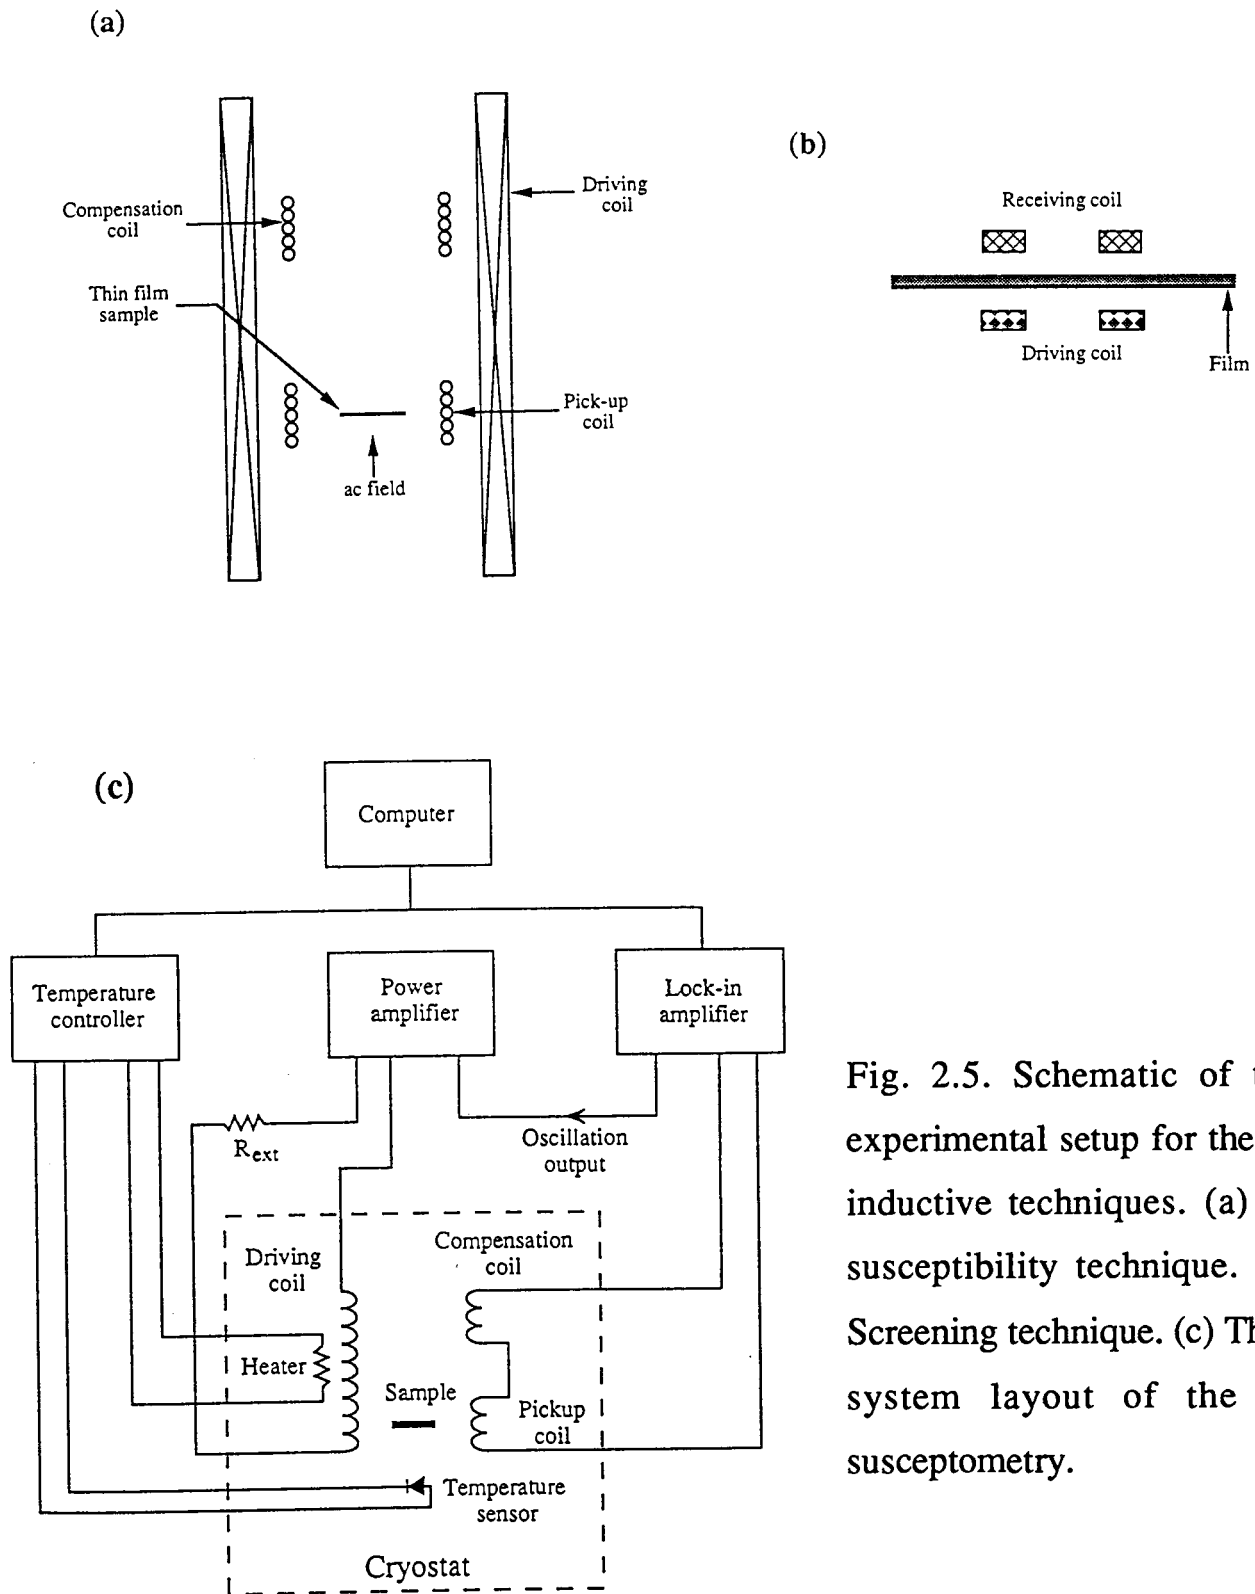 (a)
Compensation
coil
Thin film
sample
Driving
coil
Pick-up
coil
ac field
(b)
Receiving coil
Driving coil
Film
(c)
Computer
Temperature
controller
Power
amplifier
Lock-in
amplifier
Rext
Oscillation
output
Driving
coil
Compensation
coil
Heater
Sample
Pickup
coil
Temperature
sensor
Cryostat
Fig. 2.5. Schematic of
experimental setup for the
inductive techniques. (a)
susceptibility technique.
Screening technique. (c)
system layout of the
susceptometry.